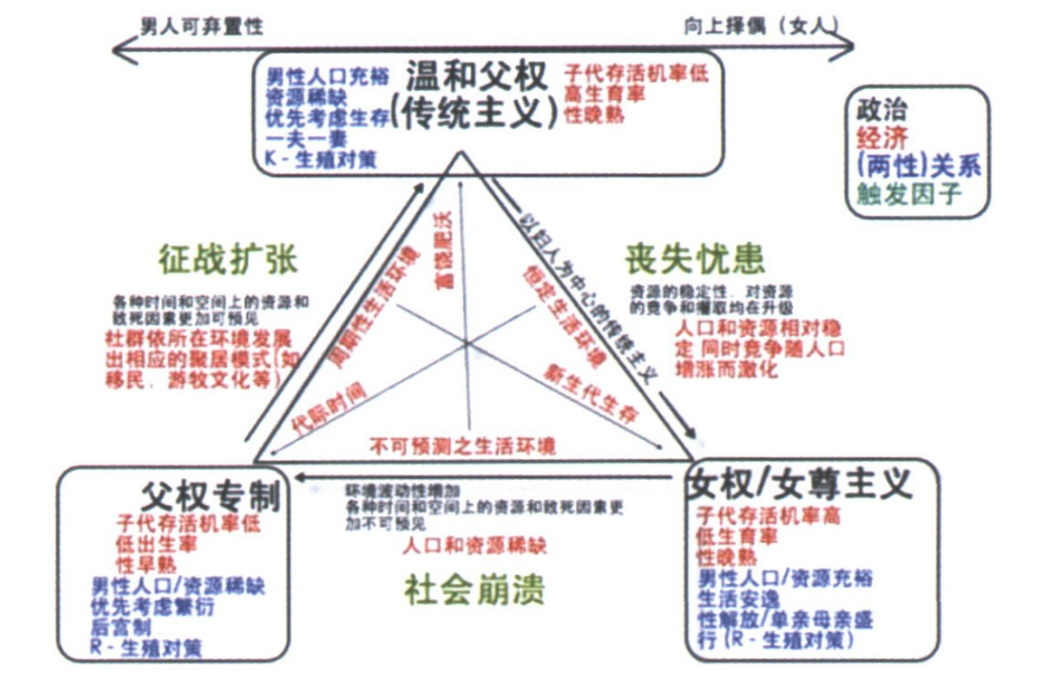 男人可弃置性
向上择偶（女人）
温和父权
(传统主义)
男性人口充裕
资源稀缺
优先考虑生存
一夫一妻
K - 生殖对策
子代存活机率低
高生育率
性晚熟
政治
经济
(两性)关系
触发因子
征战扩张
各种时间和空间上的资源和
致死因素更加可预见
社群依所在环境发展
出相应的聚居模式(如
移民、游牧文化等)
周期性生活环境
富饶肥沃
以妇人为中心的传统主义
恒定生活环境
丧失忧患
资源的稳定性、对资源
的竞争和攫取均在升级
人口和资源相对稳
定 同时竞争随人口
增涨而激化
代际时间
新生代生存
不可预测之生活环境
父权专制
子代存活机率低
低出生率
性早熟
男性人口/资源稀缺
优先考虑繁衍
后宫制
R - 生殖对策
环境波动性增加
各种时间和空间上的资源和致死因素更
加不可预见
人口和资源稀缺
社会崩溃
女权/女尊主义
子代存活机率高
低生育率
性晚熟
男性人口/资源充裕
生活安逸
性解放/单亲母亲盛
行 (R - 生殖对策)